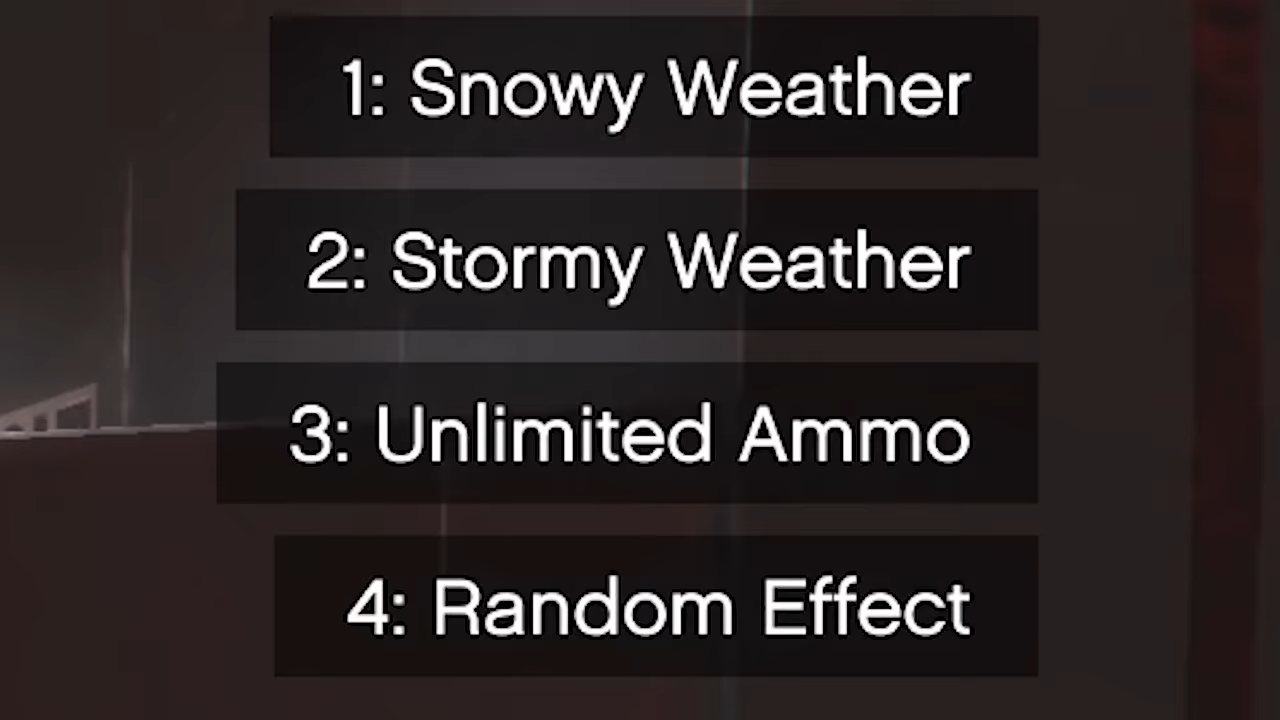 1: Snowy Weather
2: Stormy Weather
3: Unlimited Ammo
4: Random Effect